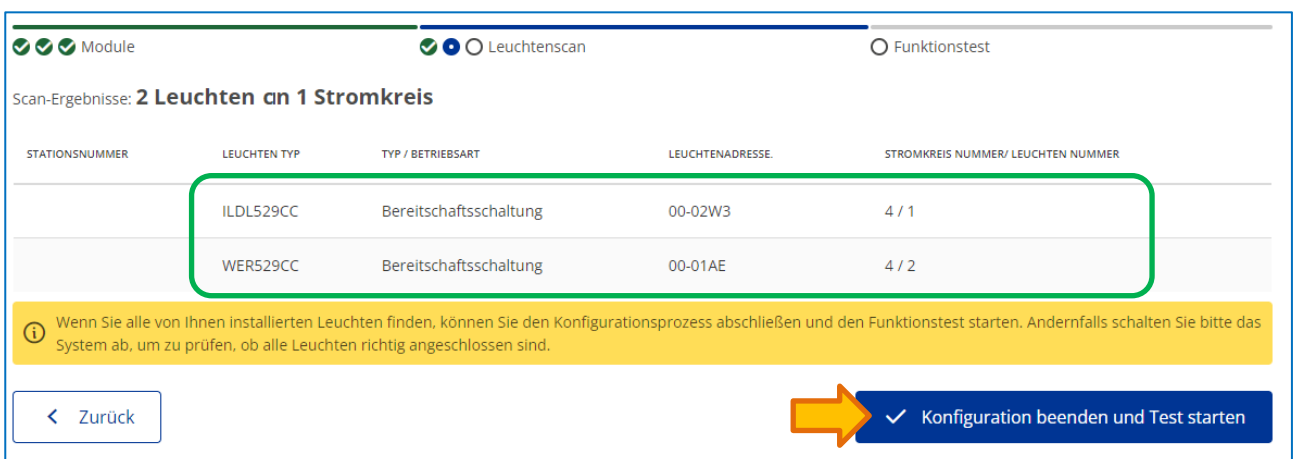 Module
Leuchtenscan
Funktionstest
Scan-Ergebnisse: 2 Leuchten an 1 Stromkreis
STATIONSNUMMER LEUCHTEN TYP TYP / BETRIEBSART LEUCHTENADRESSE. STROMKREIS NUMMER/ LEUCHTEN NUMMER
ILDL529CC Bereitschaftsschaltung 00-02W3 4 / 1
WER529CC Bereitschaftsschaltung 00-01AE 4 / 2
Wenn Sie alle von Ihnen installierten Leuchten finden, können Sie den Konfigurationsprozess abschließen und den Funktionstest starten. Andernfalls schalten Sie bitte das
System ab, um zu prüfen, ob alle Leuchten richtig angeschlossen sind.
Zurück
Konfiguration beenden und Test starten